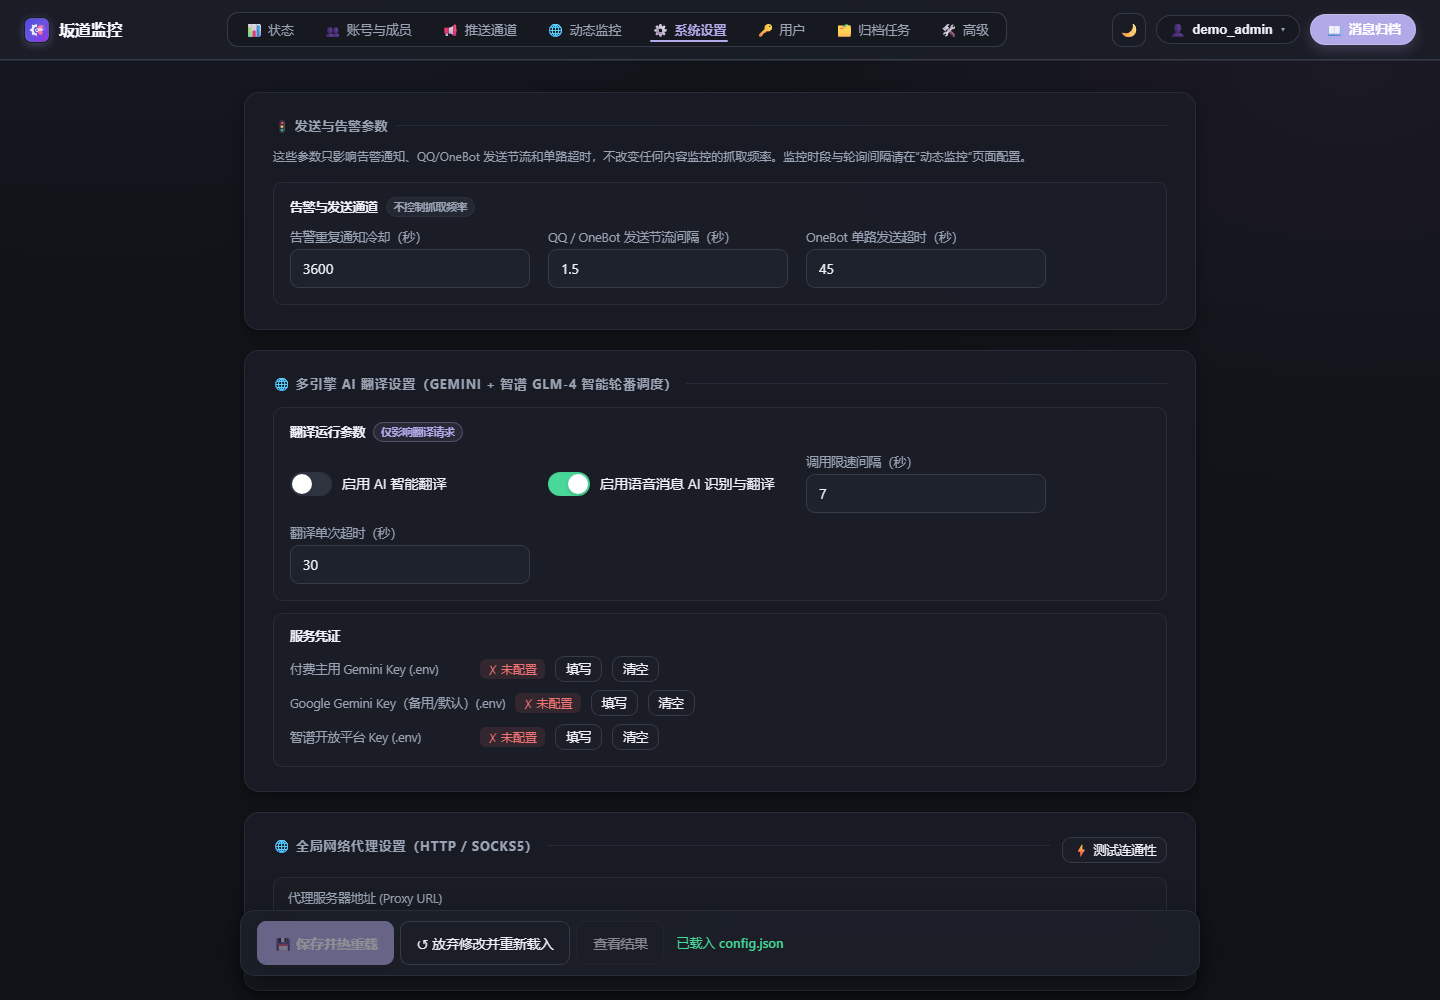 坂道监控
状态 账号与成员 推送通道 动态监控 系统设置 用户 归档任务 高级
demo_admin
消息归档
发送与告警参数
这些参数只影响告警通知、QQ/OneBot 发送节流和单路超时，不改变任何内容监控的抓取频率。监控时段与轮询间隔请在“动态监控”页面配置。
告警与发送通道 不控制抓取频率
告警重复通知冷却（秒） QQ / OneBot 发送节流间隔（秒） OneBot 单路发送超时（秒）
3600 1.5 45
多引擎 AI 翻译设置（GEMINI + 智谱 GLM-4 智能轮番调度）
翻译运行参数 仅影响翻译请求
调用限速间隔（秒）
启用 AI 智能翻译 启用语音消息 AI 识别与翻译 7
翻译单次超时（秒）
30
服务凭证
付费主用 Gemini Key (.env) ✗ 未配置 填写 清空
Google Gemini Key（备用/默认）(.env) ✗ 未配置 填写 清空
智谱开放平台 Key (.env) ✗ 未配置 填写 清空
全局网络代理设置（HTTP / SOCKS5） 测试连通性
代理服务器地址 (Proxy URL)
保存并热重载 ↺ 放弃修改并重新载入 查看结果 已载入 config.json